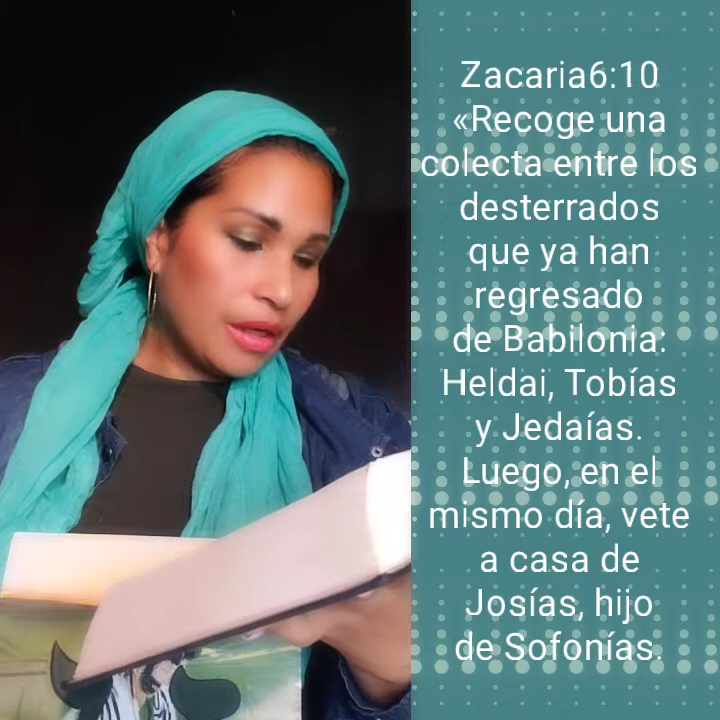 Zacaria6:10
«Recoge una
colecta entre los
desterrados
que ya han
regresado
de Babilonia:
Heldai, Tobías
y Jedaías.
Luego, en el
mismo día, vete
a casa de
Josías, hijo
de Sofonías.